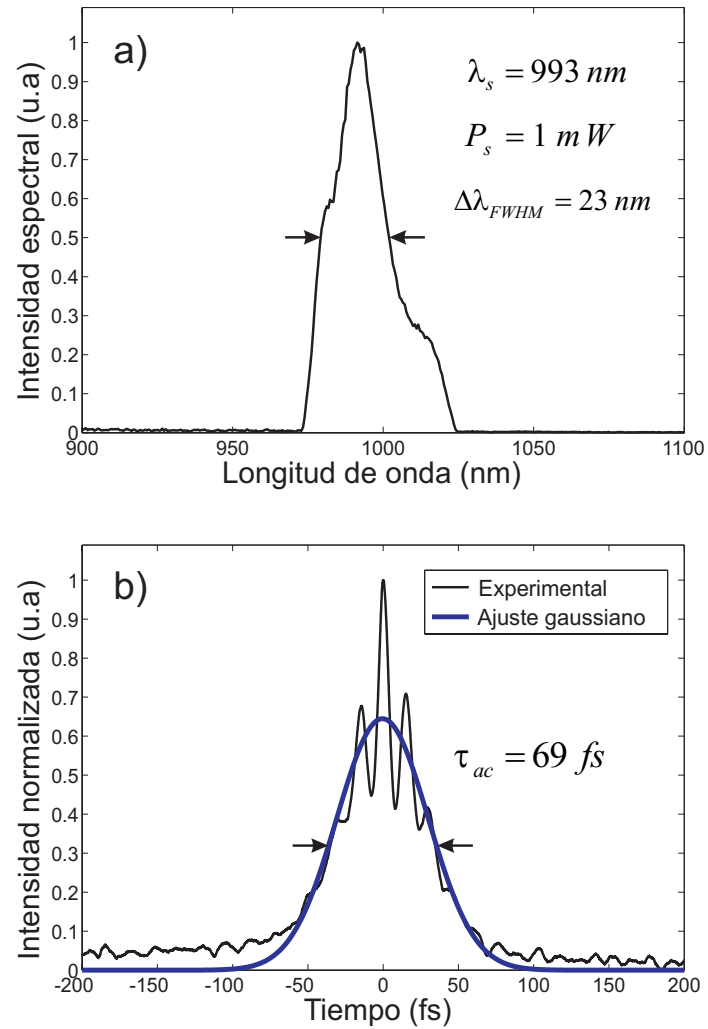 a)
λs = 993 nm
Ps = 1 mW
ΔλFWHM = 23 nm
Intensidad espectral (u.a)
1
0.9
0.8
0.7
0.6
0.5
0.4
0.3
0.2
0.1
0
900 950 1000 1050 1100
Longitud de onda (nm)
b)
Experimental
Ajuste gaussiano
τac = 69 fs
Intensidad normalizada (u.a)
1
0.9
0.8
0.7
0.6
0.5
0.4
0.3
0.2
0.1
0
-200 -150 -100 -50 0 50 100 150 200
Tiempo (fs)